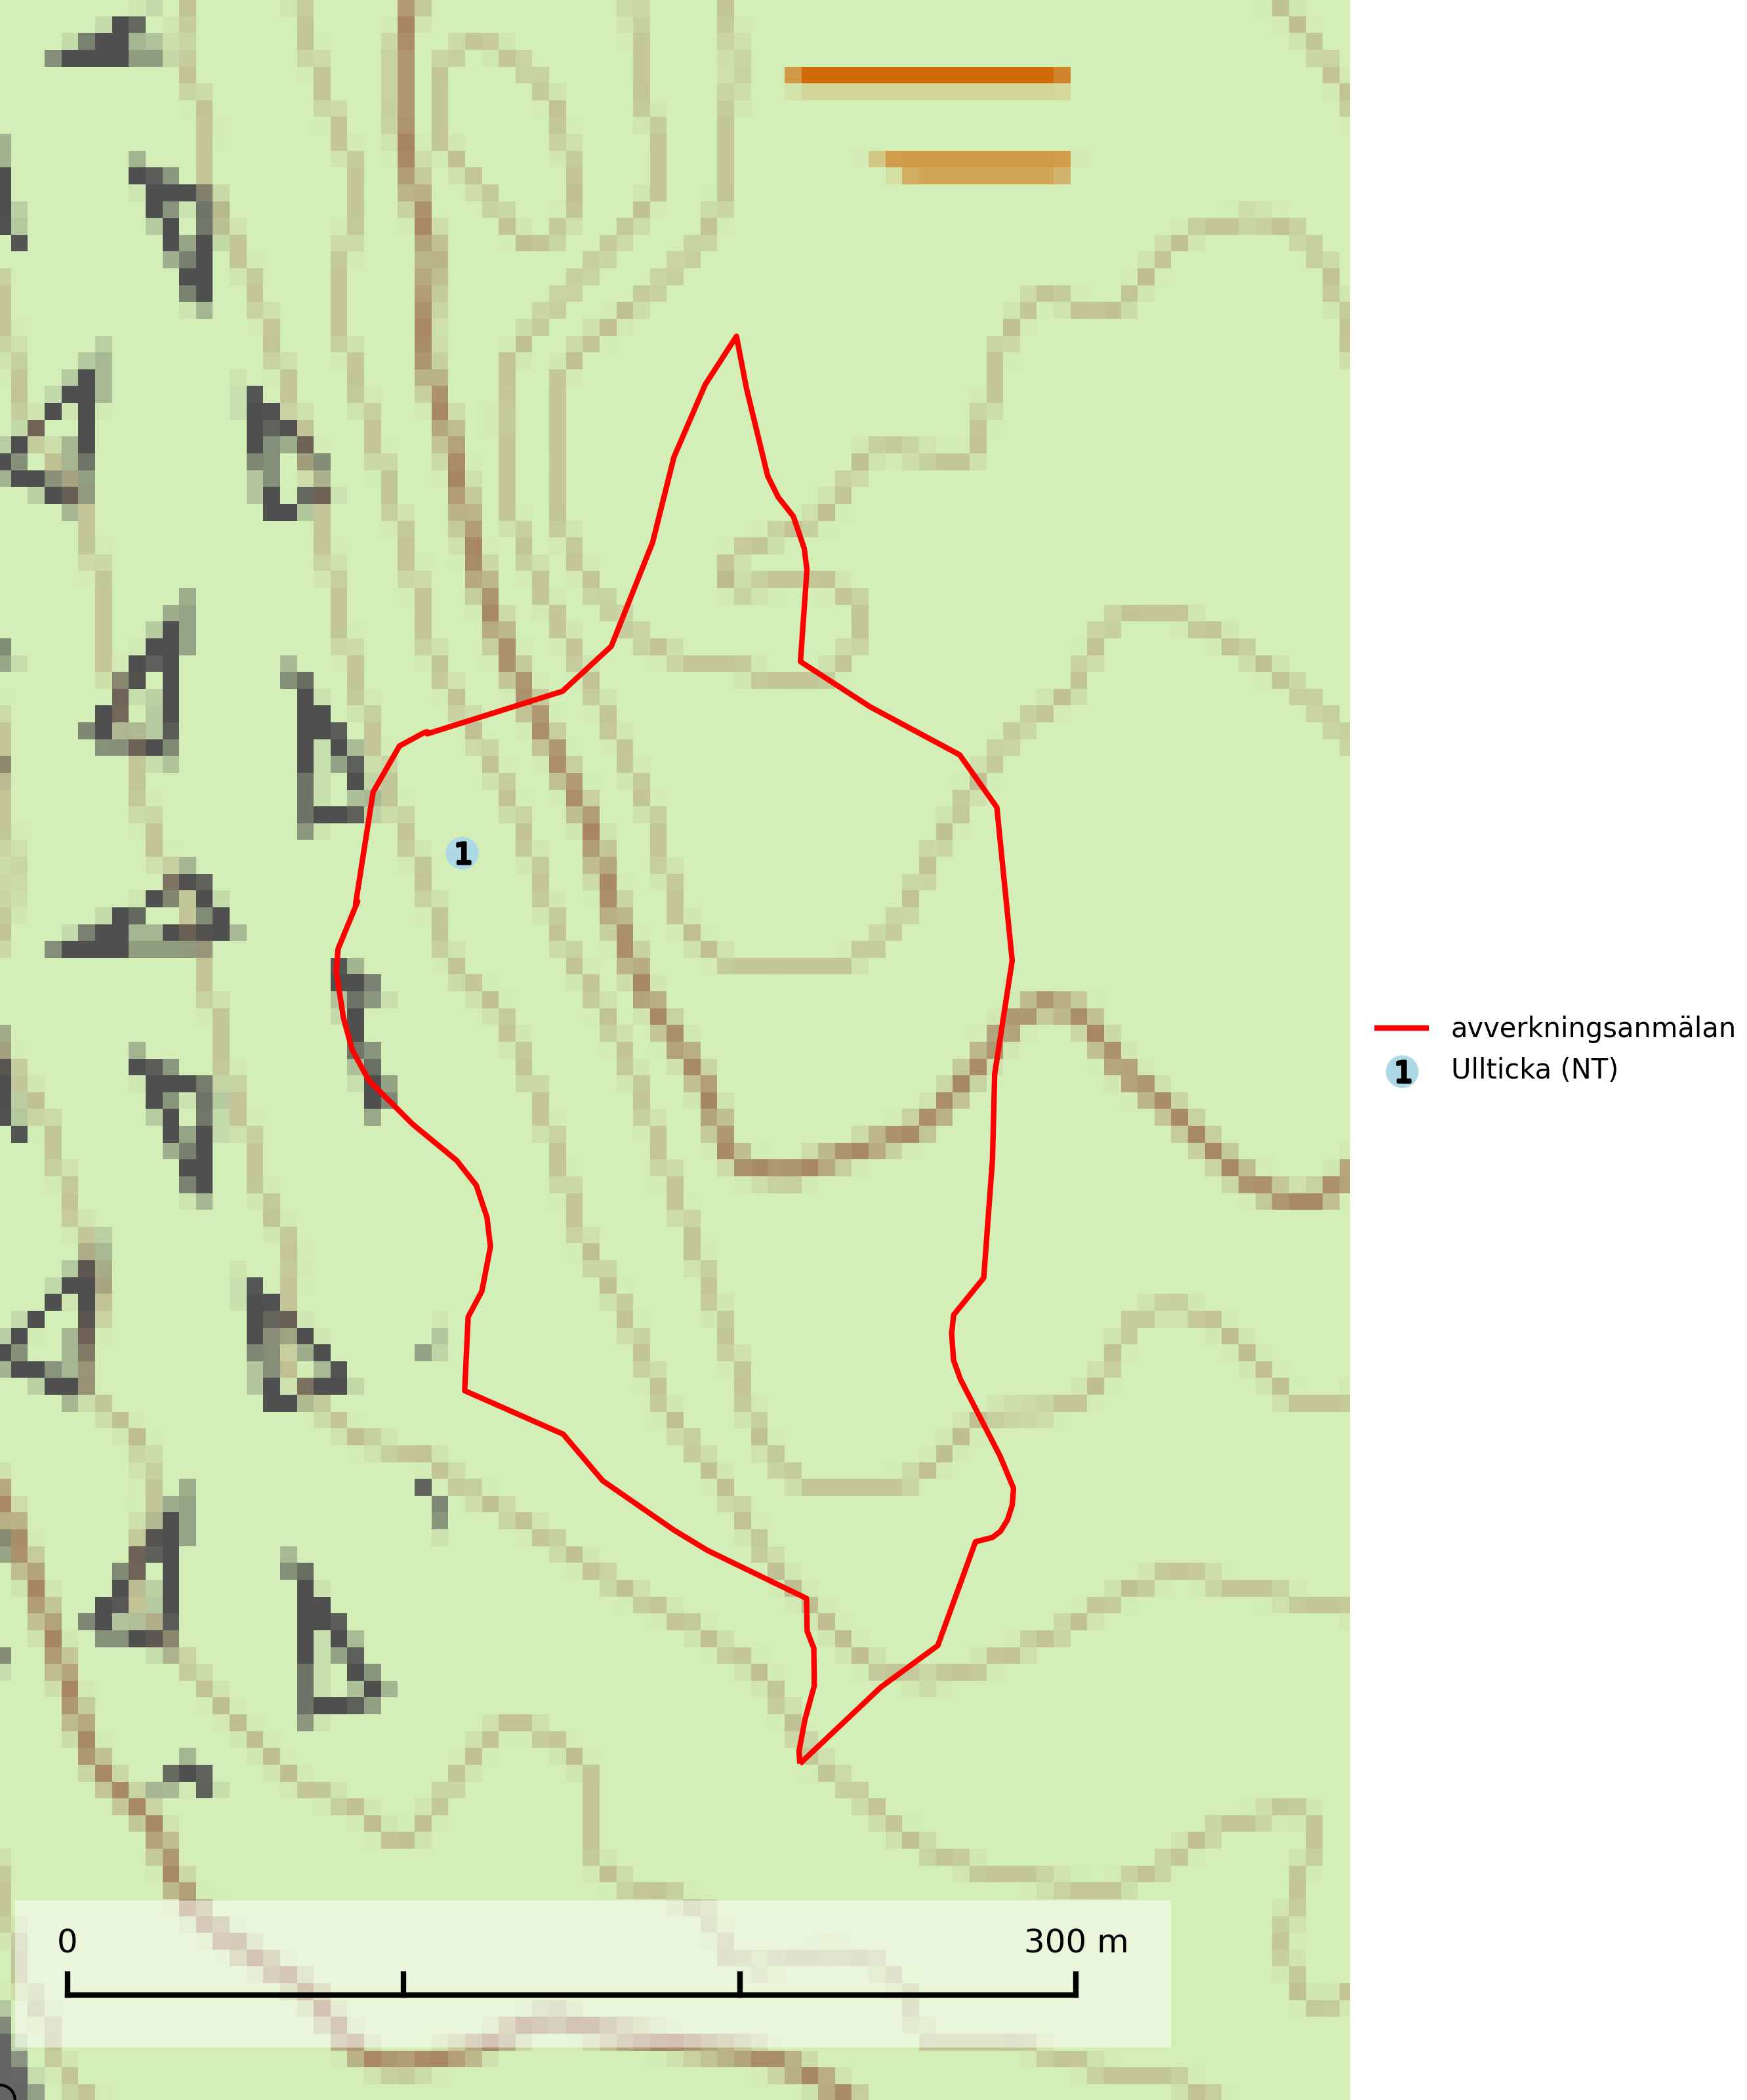 1
avverkningsanmälan
1 Ullticka (NT)
0 300 m